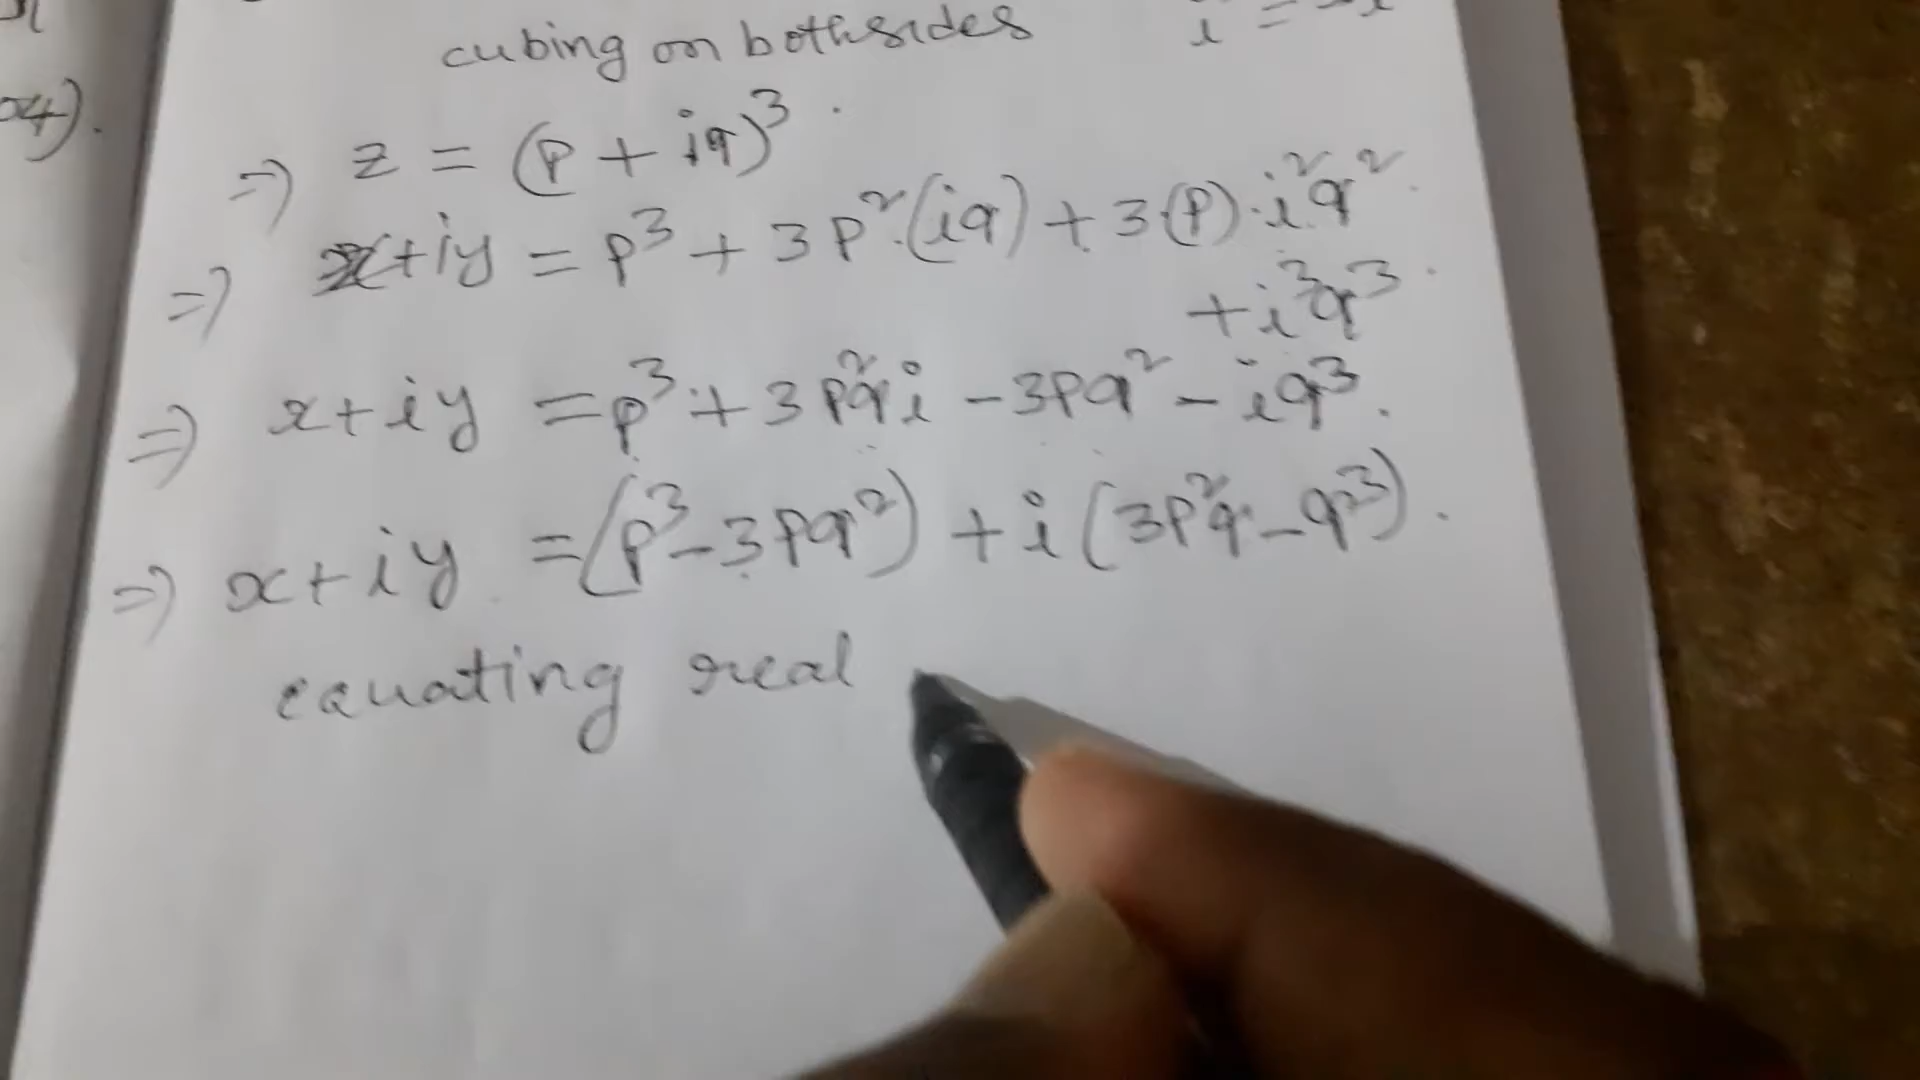 04).
cubing on bothsides
⇒ z = (p + iq)³.
⇒ x+iy = p³ + 3p².(iq) + 3(p).i²q².
+i³q³.
⇒ x+iy = p³ + 3p²qi - 3pq² - iq³.
⇒ x+iy = (p³ - 3pq²) + i(3p²q - q³).
equating real